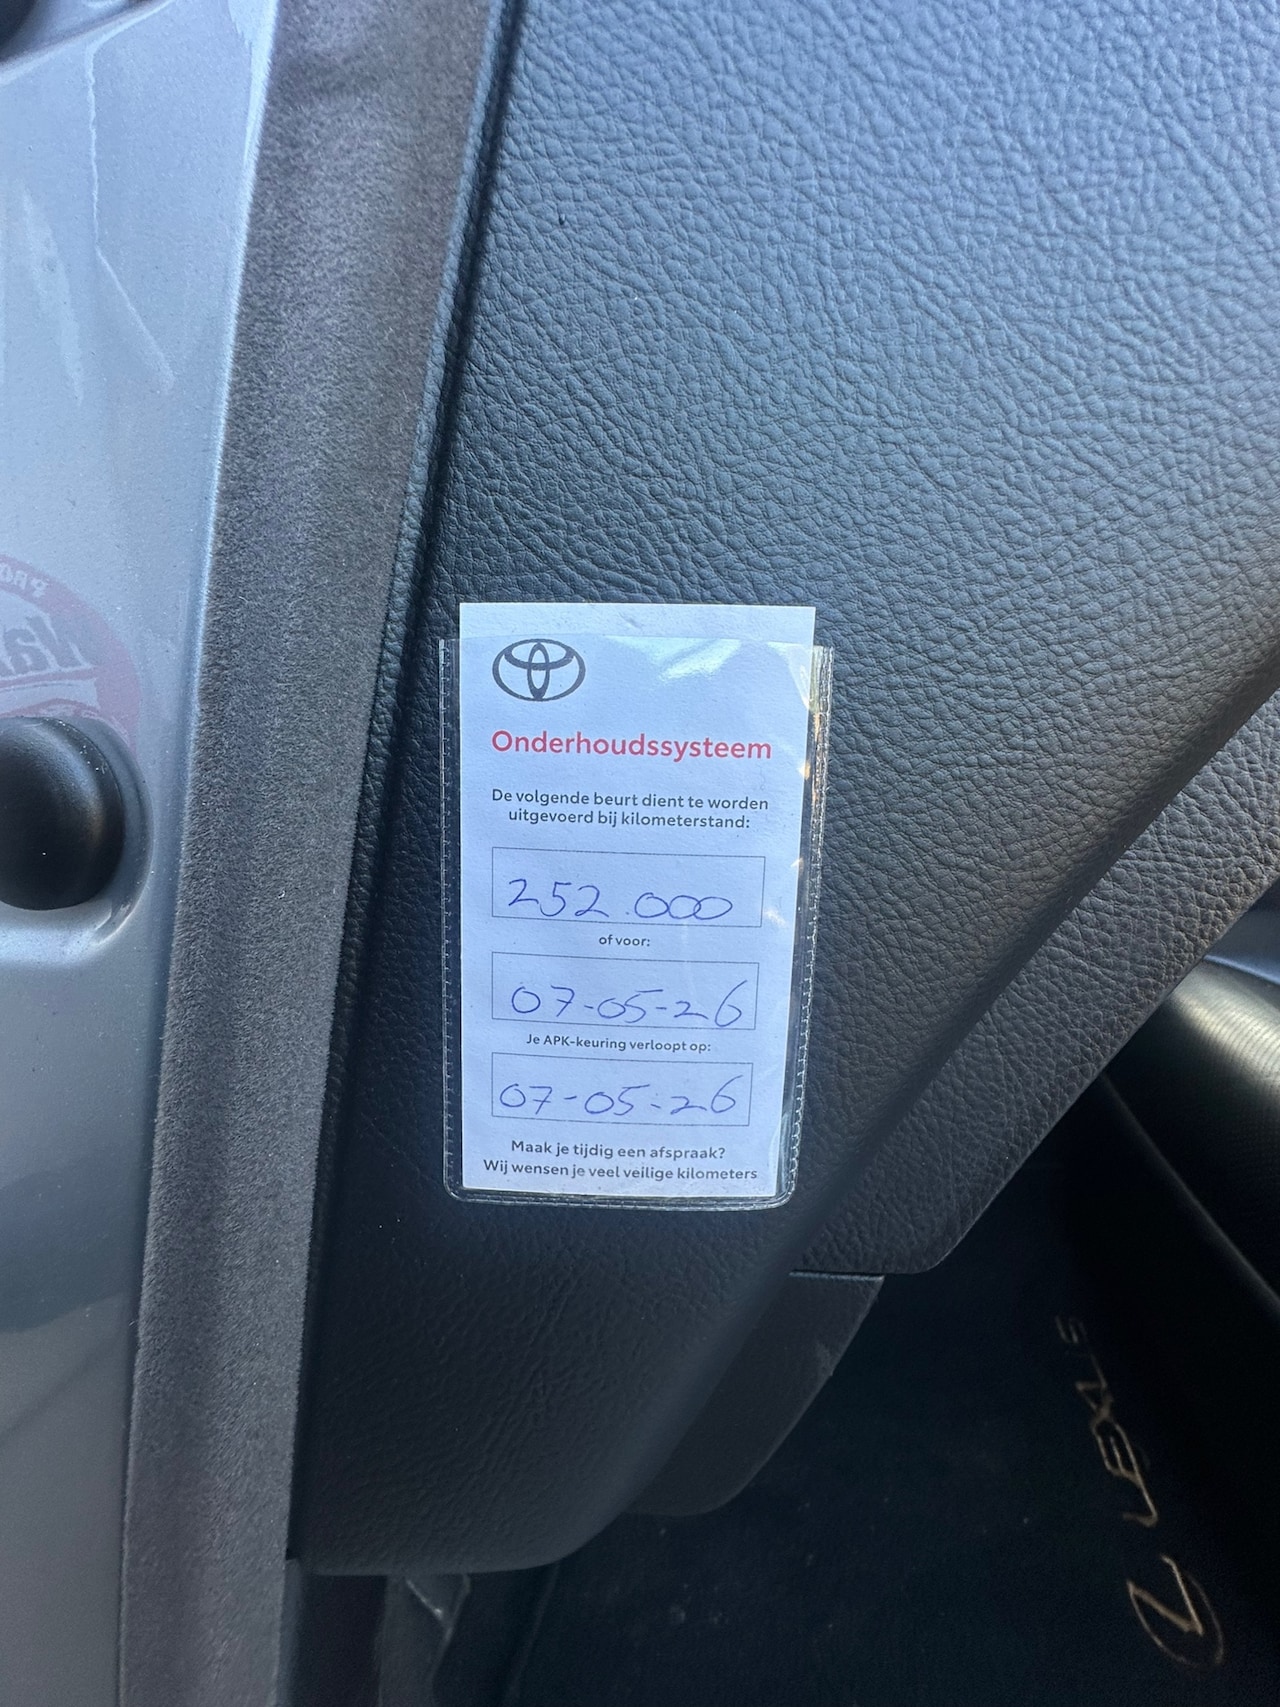 Onderhoudssysteem
De volgende beurt dient te worden
uitgevoerd bij kilometerstand:
252.000
of voor:
07-05-26
Je APK-keuring verloopt op:
07-05-26
Maak je tijdig een afspraak?
Wij wensen je veel veilige kilometers
LEXUS